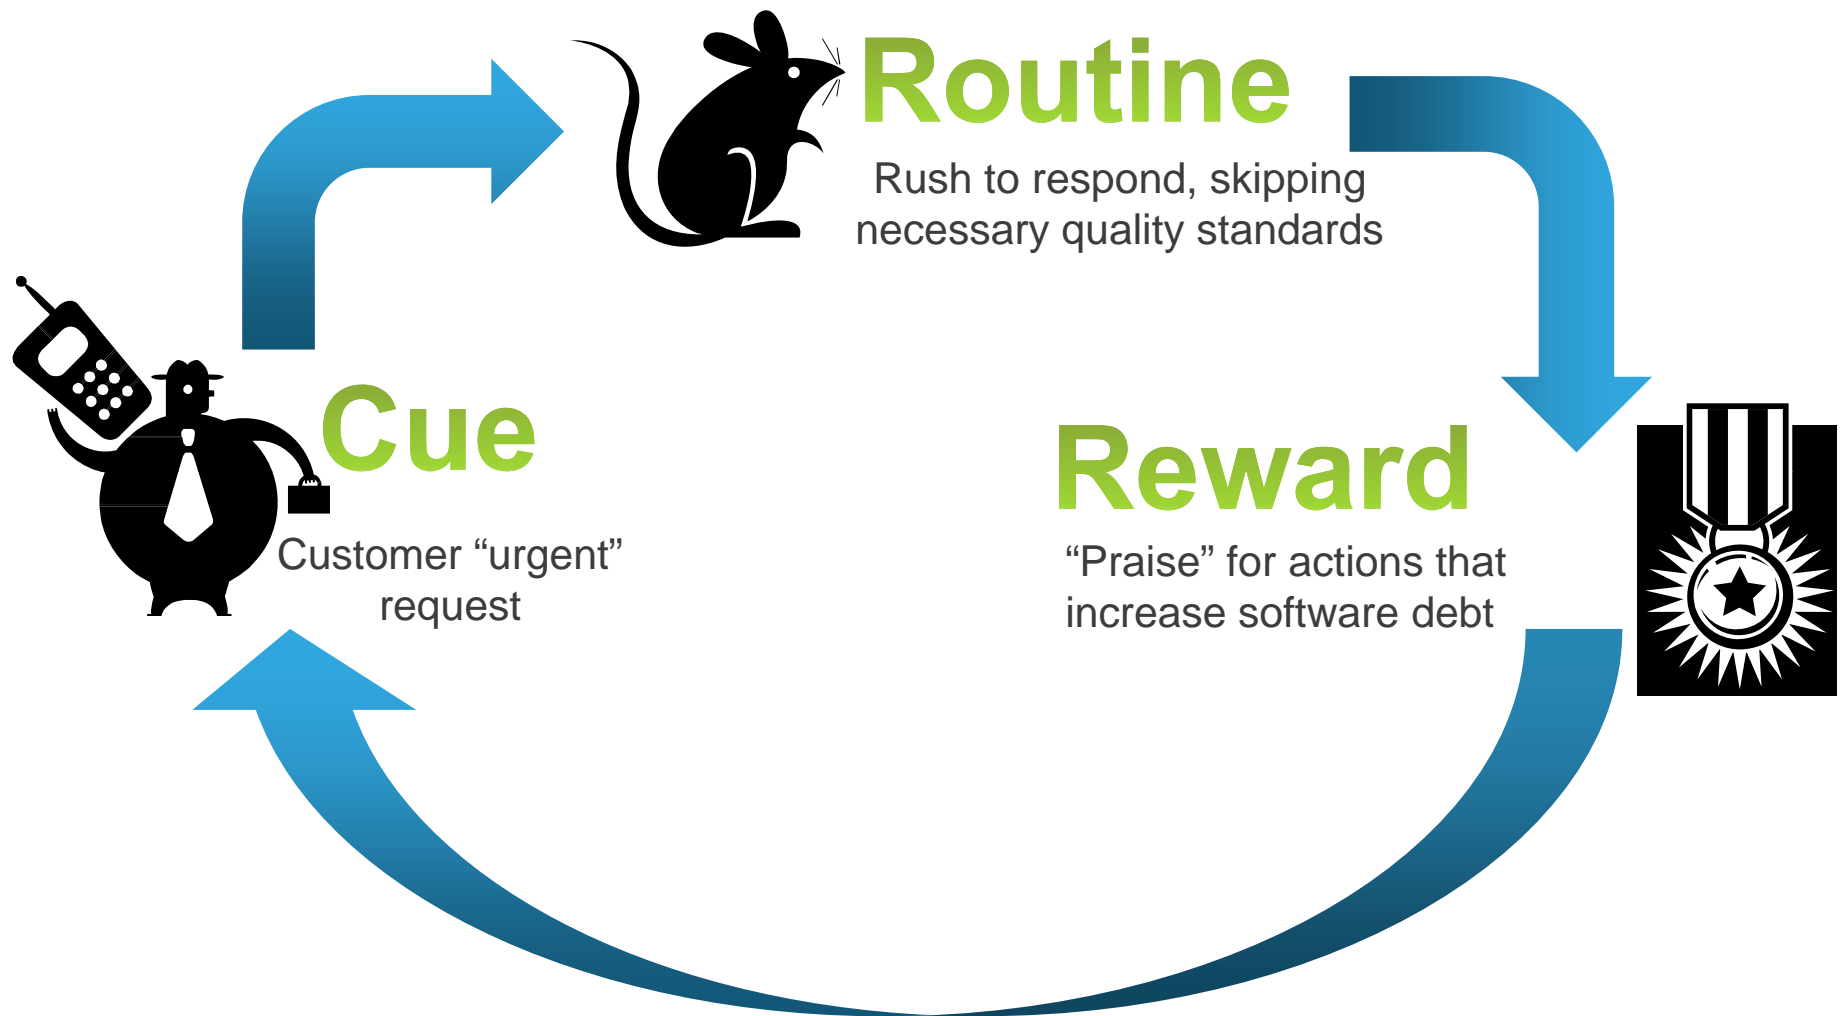 Routine
Rush to respond, skipping
necessary quality standards
Cue
Customer “urgent”
request
Reward
“Praise” for actions that
increase software debt